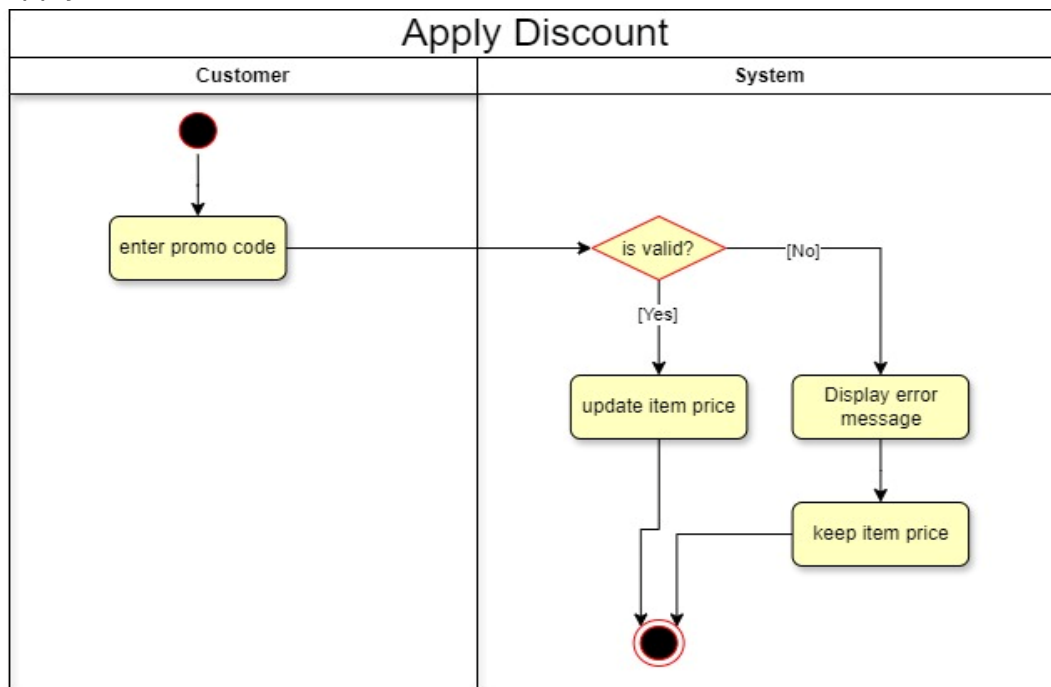 Apply Discount
Customer
System
enter promo code
is valid?
[No]
[Yes]
update item price
Display error
message
keep item price